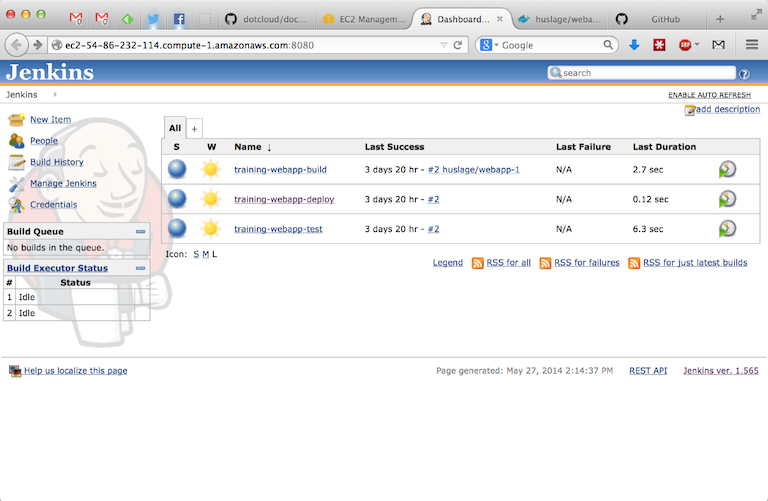 dotcloud/doc...
EC2 Managem...
Dashboard...
huslage/weba...
GitHub
ec2-54-86-232-114.compute-1.amazonaws.com:8080
Google
ABP
Jenkins
search
Jenkins
ENABLE AUTO REFRESH
New Item
People
Build History
Manage Jenkins
Credentials
add description
All +
S W Name ↓ Last Success Last Failure Last Duration
training-webapp-build 3 days 20 hr - #2 huslage/webapp-1 N/A 2.7 sec
training-webapp-deploy 3 days 20 hr - #2 N/A 0.12 sec
training-webapp-test 3 days 20 hr - #2 N/A 6.3 sec
Icon: S M L
Legend RSS for all RSS for failures RSS for just latest builds
Build Queue
No builds in the queue.
Build Executor Status
# Status
1 Idle
2 Idle
Help us localize this page
Page generated: May 27, 2014 2:14:37 PM REST API Jenkins ver. 1.565